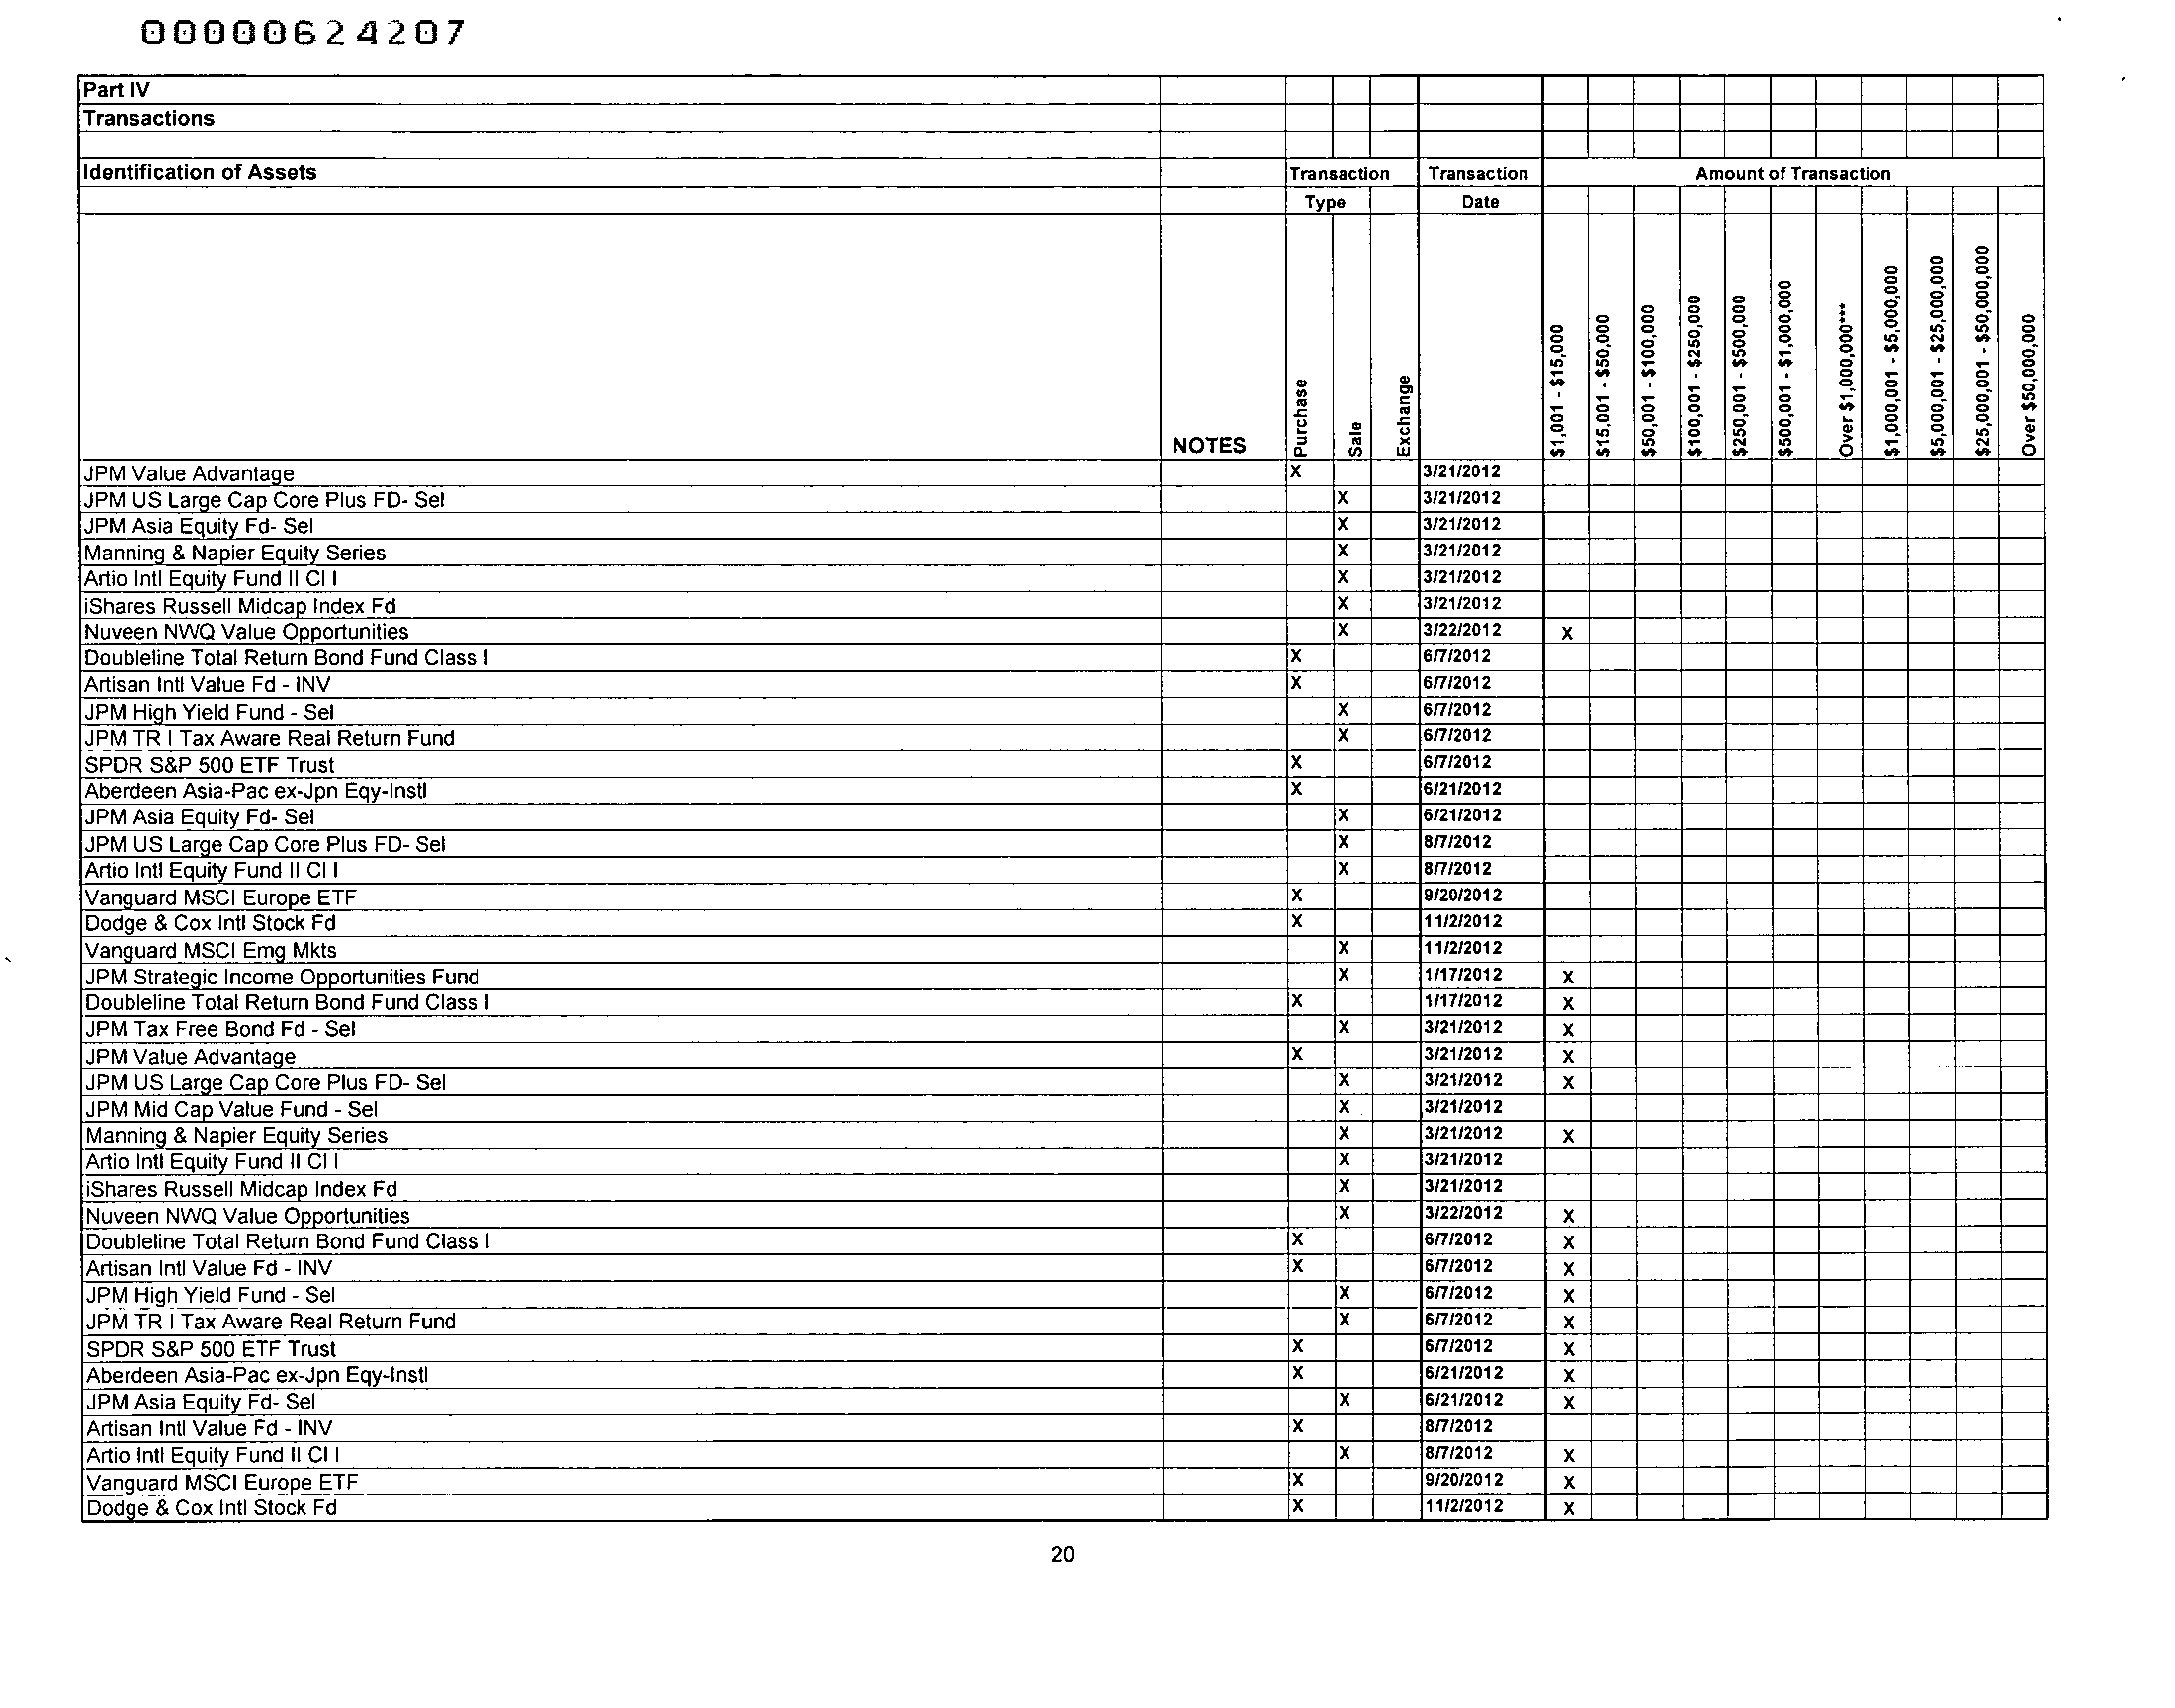 00000624207
Part IV
Transactions
Identification of Assets Transaction Transaction Amount of Transaction
Type Date
NOTES Purchase Sale Exchange $1,001 - $15,000 $15,001 - $50,000 $50,001 - $100,000 $100,001 - $250,000 $250,001 - $500,000 $500,001 - $1,000,000 Over $1,000,000*** $1,000,001 - $5,000,000 $5,000,001 - $25,000,000 $25,000,001 - $50,000,000 Over $50,000,000
JPM Value Advantage X 3/21/2012
JPM US Large Cap Core Plus FD- Sel X 3/21/2012
JPM Asia Equity Fd- Sel X 3/21/2012
Manning & Napier Equity Series X 3/21/2012
Artio Intl Equity Fund II Cl I X 3/21/2012
iShares Russell Midcap Index Fd X 3/21/2012
Nuveen NWQ Value Opportunities X 3/22/2012 X
Doubleline Total Return Bond Fund Class I X 6/7/2012
Artisan Intl Value Fd - INV X 6/7/2012
JPM High Yield Fund - Sel X 6/7/2012
JPM TR I Tax Aware Real Return Fund X 6/7/2012
SPDR S&P 500 ETF Trust X 6/7/2012
Aberdeen Asia-Pac ex-Jpn Eqy-Instl X 6/21/2012
JPM Asia Equity Fd- Sel X 6/21/2012
JPM US Large Cap Core Plus FD- Sel X 8/7/2012
Artio Intl Equity Fund II Cl I X 8/7/2012
Vanguard MSCI Europe ETF X 9/20/2012
Dodge & Cox Intl Stock Fd X 11/2/2012
Vanguard MSCI Emg Mkts X 11/2/2012
JPM Strategic Income Opportunities Fund X 1/17/2012 X
Doubleline Total Return Bond Fund Class I X 1/17/2012 X
JPM Tax Free Bond Fd - Sel X 3/21/2012 X
JPM Value Advantage X 3/21/2012 X
JPM US Large Cap Core Plus FD- Sel X 3/21/2012 X
JPM Mid Cap Value Fund - Sel X 3/21/2012
Manning & Napier Equity Series X 3/21/2012 X
Artio Intl Equity Fund II Cl I X 3/21/2012
iShares Russell Midcap Index Fd X 3/21/2012
Nuveen NWQ Value Opportunities X 3/22/2012 X
Doubleline Total Return Bond Fund Class I X 6/7/2012 X
Artisan Intl Value Fd - INV X 6/7/2012 X
JPM High Yield Fund - Sel X 6/7/2012 X
JPM TR I Tax Aware Real Return Fund X 6/7/2012 X
SPDR S&P 500 ETF Trust X 6/7/2012 X
Aberdeen Asia-Pac ex-Jpn Eqy-Instl X 6/21/2012 X
JPM Asia Equity Fd- Sel X 6/21/2012 X
Artisan Intl Value Fd - INV X 8/7/2012
Artio Intl Equity Fund II Cl I X 8/7/2012 X
Vanguard MSCI Europe ETF X 9/20/2012 X
Dodge & Cox Intl Stock Fd X 11/2/2012 X
20